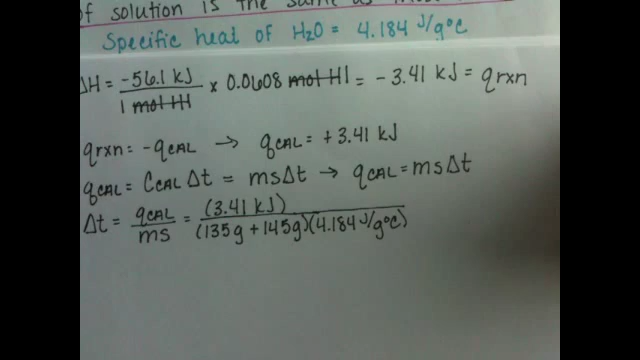 of solution is the same as
Specific heat of H₂O = 4.184 J/g°C
ΔH = -56.1 kJ / 1 mol HI × 0.0608 mol HI = -3.41 kJ = qrxn
qrxn = -qCAL → qCAL = +3.41 kJ
qCAL = CCAL Δt = msΔt → qCAL = msΔt
Δt = qCAL / ms = (3.41 kJ) / (135g + 145g)(4.184 J/g°C)